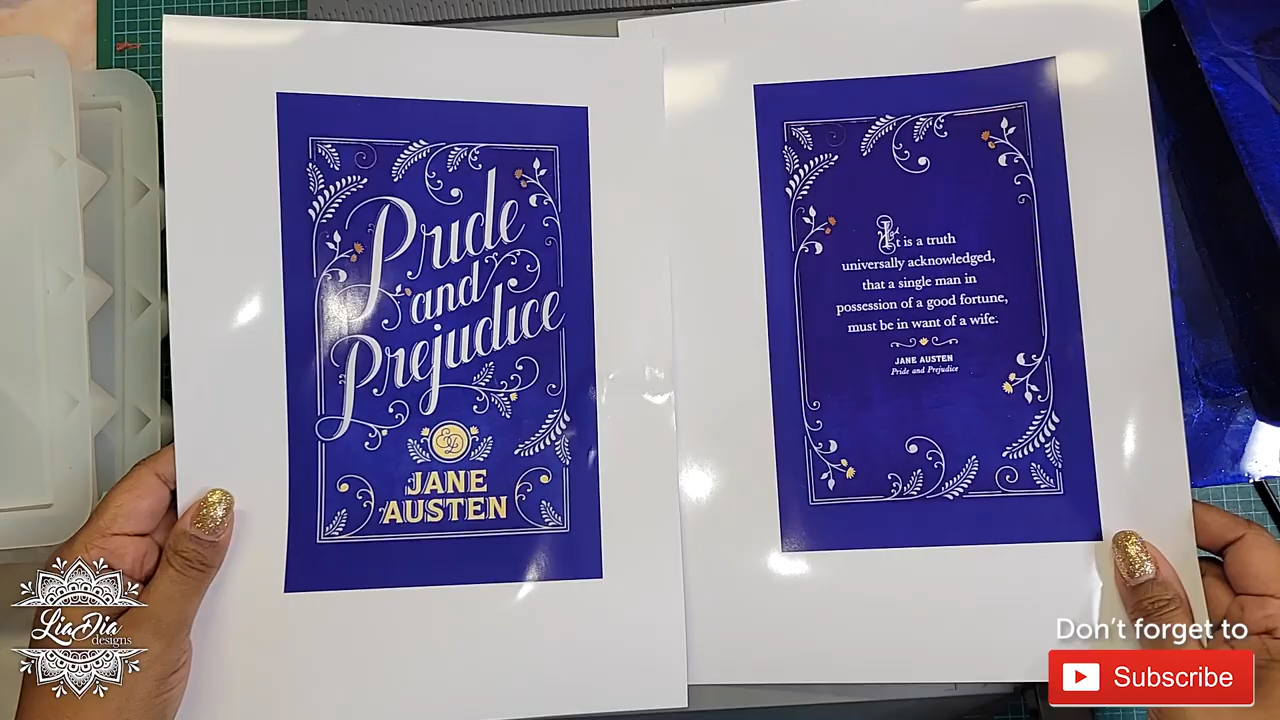 Pride
and
Prejudice
JANE
AUSTEN
It is a truth
universally acknowledged,
that a single man in
possession of a good fortune,
must be in want of a wife.
JANE AUSTEN
Pride and Prejudice
LiaDia
designs
Don't forget to
Subscribe